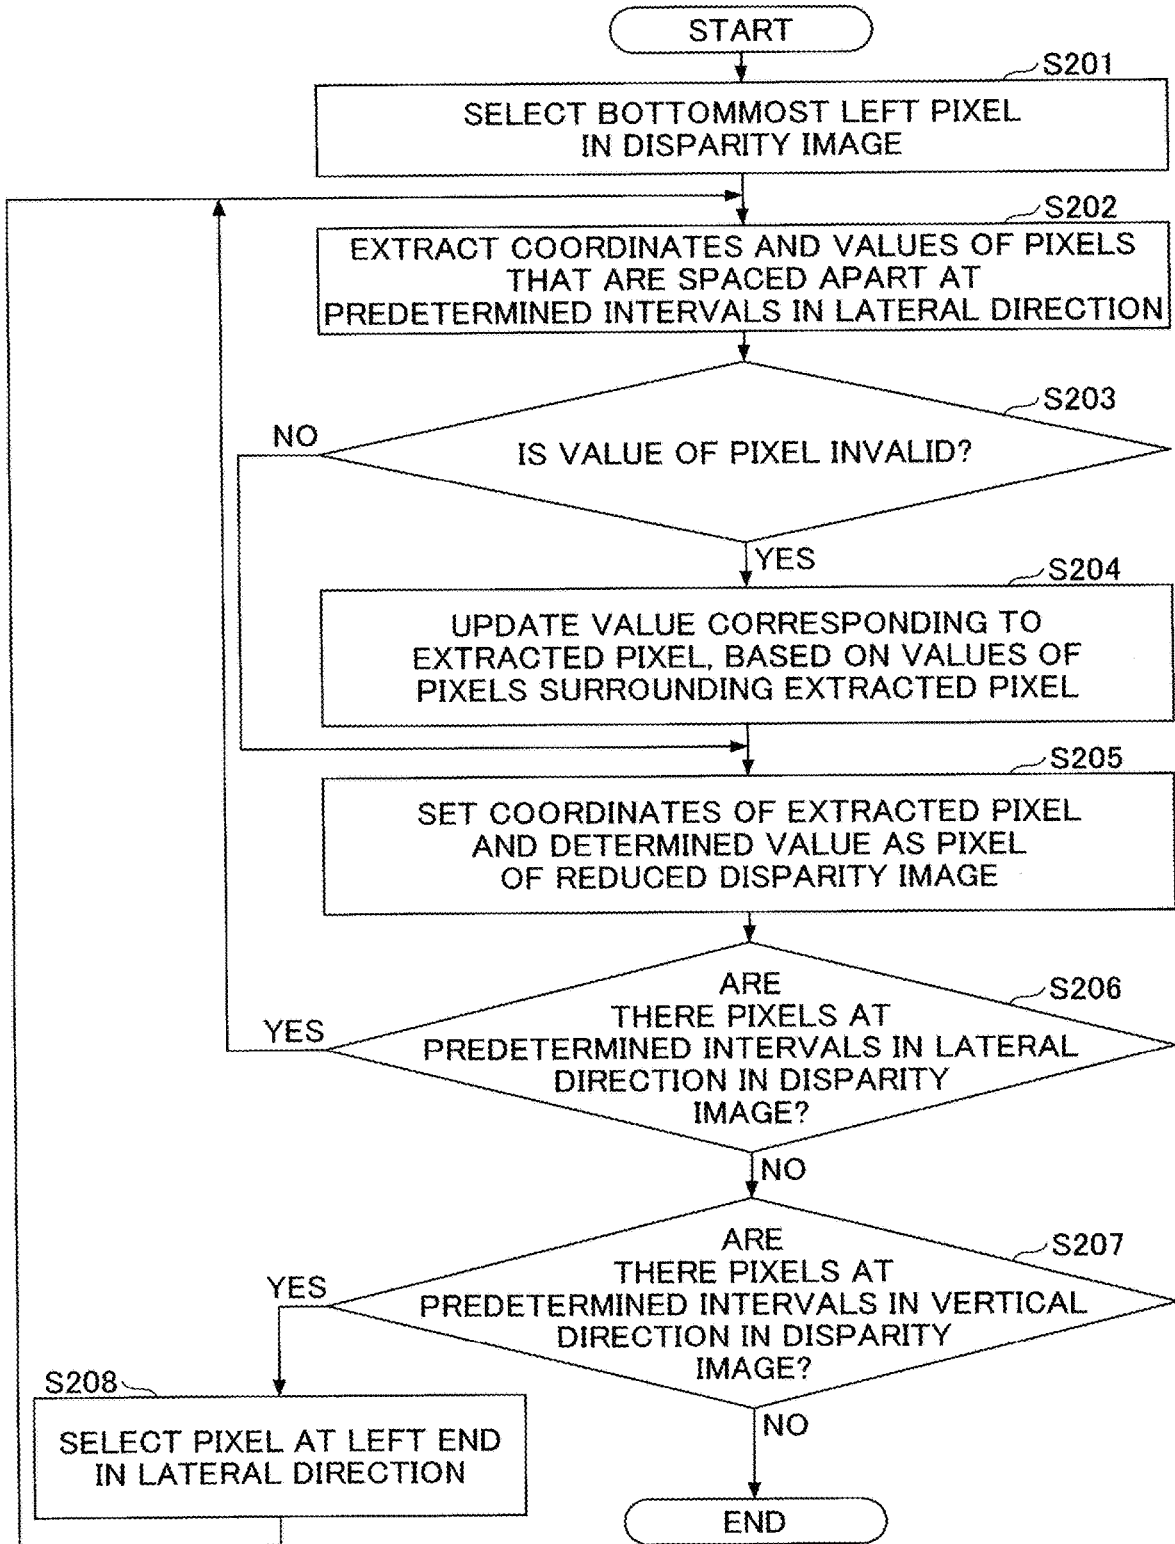 START
S201
SELECT BOTTOMMOST LEFT PIXEL
IN DISPARITY IMAGE
S202
EXTRACT COORDINATES AND VALUES OF PIXELS
THAT ARE SPACED APART AT
PREDETERMINED INTERVALS IN LATERAL DIRECTION
S203
NO
IS VALUE OF PIXEL INVALID?
YES
S204
UPDATE VALUE CORRESPONDING TO
EXTRACTED PIXEL, BASED ON VALUES OF
PIXELS SURROUNDING EXTRACTED PIXEL
S205
SET COORDINATES OF EXTRACTED PIXEL
AND DETERMINED VALUE AS PIXEL
OF REDUCED DISPARITY IMAGE
S206
YES
ARE
THERE PIXELS AT
PREDETERMINED INTERVALS IN LATERAL
DIRECTION IN DISPARITY
IMAGE?
NO
S207
YES
ARE
THERE PIXELS AT
PREDETERMINED INTERVALS IN VERTICAL
DIRECTION IN DISPARITY
IMAGE?
S208
NO
SELECT PIXEL AT LEFT END
IN LATERAL DIRECTION
END